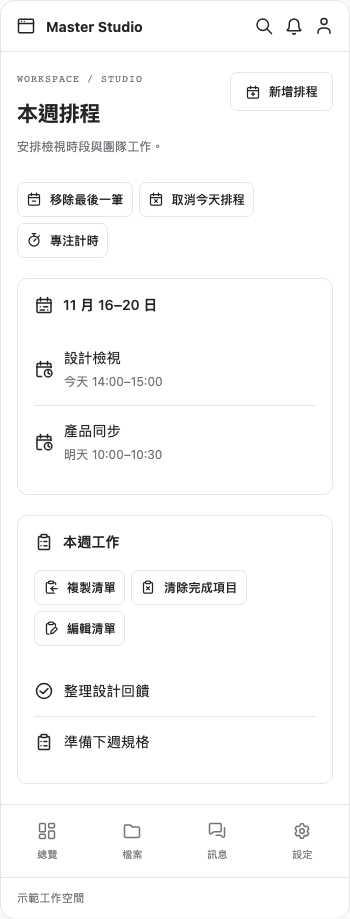 Master Studio
WORKSPACE / STUDIO
新增排程
本週排程
安排檢視時段與團隊工作。
移除最後一筆
取消今天排程
專注計時
11 月 16–20 日
設計檢視
今天 14:00–15:00
產品同步
明天 10:00–10:30
本週工作
複製清單
清除完成項目
編輯清單
整理設計回饋
準備下週規格
總覽
檔案
訊息
設定
示範工作空間